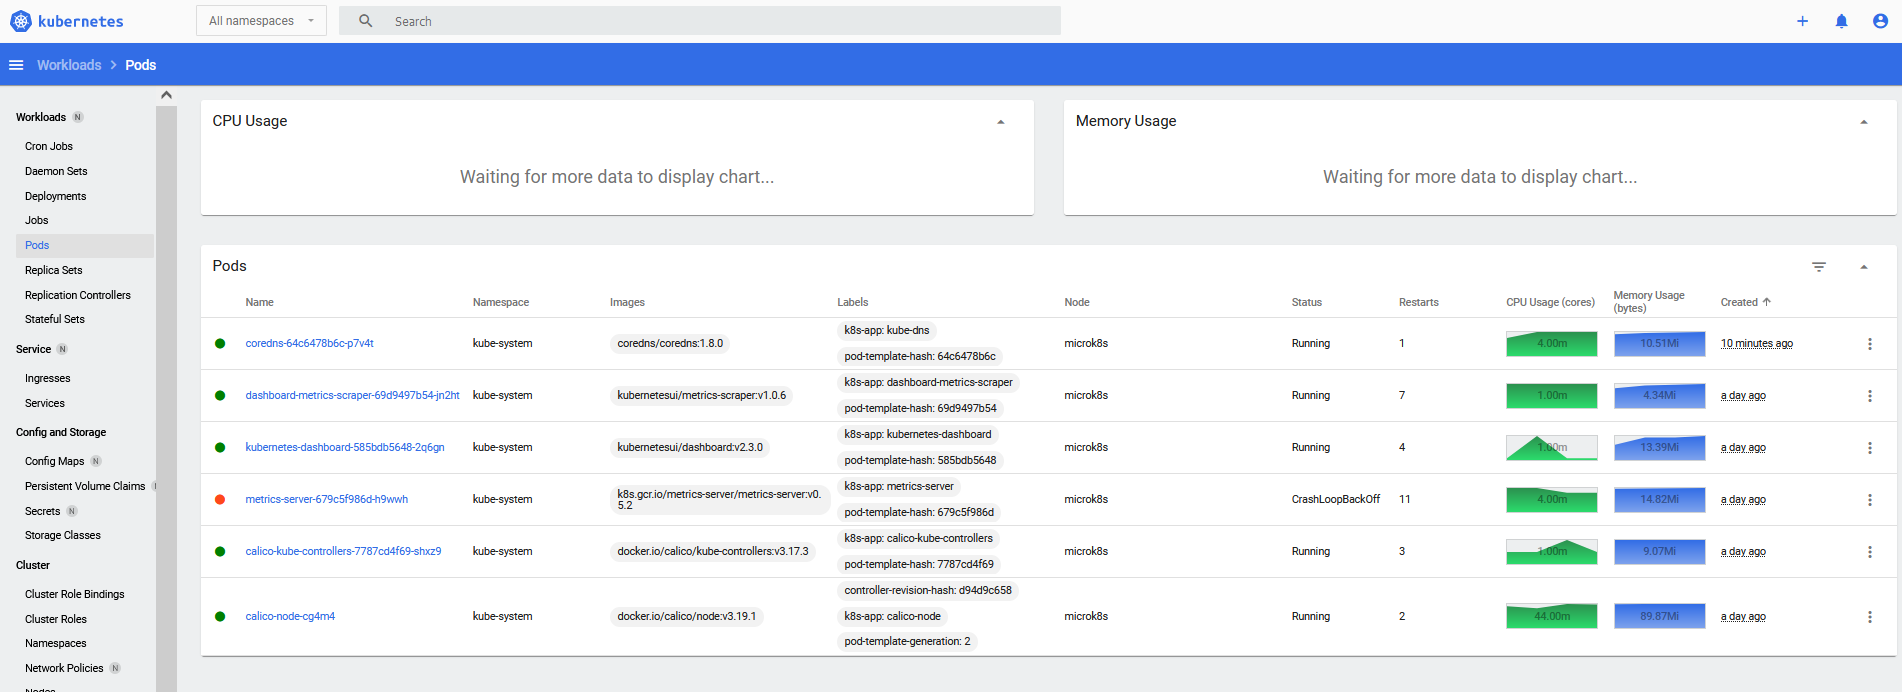 kubernetes
All namespaces
Search
Workloads > Pods
Workloads N
Cron Jobs
Daemon Sets
Deployments
Jobs
Pods
Replica Sets
Replication Controllers
Stateful Sets
Service N
Ingresses
Services
Config and Storage
Config Maps N
Persistent Volume Claims
Secrets N
Storage Classes
Cluster
Cluster Role Bindings
Cluster Roles
Namespaces
Network Policies N
Nodes
CPU Usage
Waiting for more data to display chart...
Memory Usage
Waiting for more data to display chart...
Pods
Name Namespace Images Labels Node Status Restarts CPU Usage (cores) Memory Usage (bytes) Created
coredns-64c6478b6c-p7v4t kube-system coredns/coredns:1.8.0 k8s-app: kube-dns
pod-template-hash: 64c6478b6c microk8s Running 1 4.00m 10.51Mi 10 minutes ago
dashboard-metrics-scraper-69d9497b54-jn2ht kube-system kubernetesui/metrics-scraper:v1.0.6 k8s-app: dashboard-metrics-scraper
pod-template-hash: 69d9497b54 microk8s Running 7 1.00m 4.34Mi a day ago
kubernetes-dashboard-585bdb5648-2q6gn kube-system kubernetesui/dashboard:v2.3.0 k8s-app: kubernetes-dashboard
pod-template-hash: 585bdb5648 microk8s Running 4 1.00m 13.39Mi a day ago
metrics-server-679c5f986d-h9wwh kube-system k8s.gcr.io/metrics-server/metrics-server:v0.
5.2 k8s-app: metrics-server
pod-template-hash: 679c5f986d microk8s CrashLoopBackOff 11 4.00m 14.82Mi a day ago
calico-kube-controllers-7787cd4f69-shxz9 kube-system docker.io/calico/kube-controllers:v3.17.3 k8s-app: calico-kube-controllers
pod-template-hash: 7787cd4f69 microk8s Running 3 1.00m 9.07Mi a day ago
controller-revision-hash: d94d9c658
calico-node-cg4m4 kube-system docker.io/calico/node:v3.19.1 k8s-app: calico-node microk8s Running 2 44.00m 89.87Mi a day ago
pod-template-generation: 2